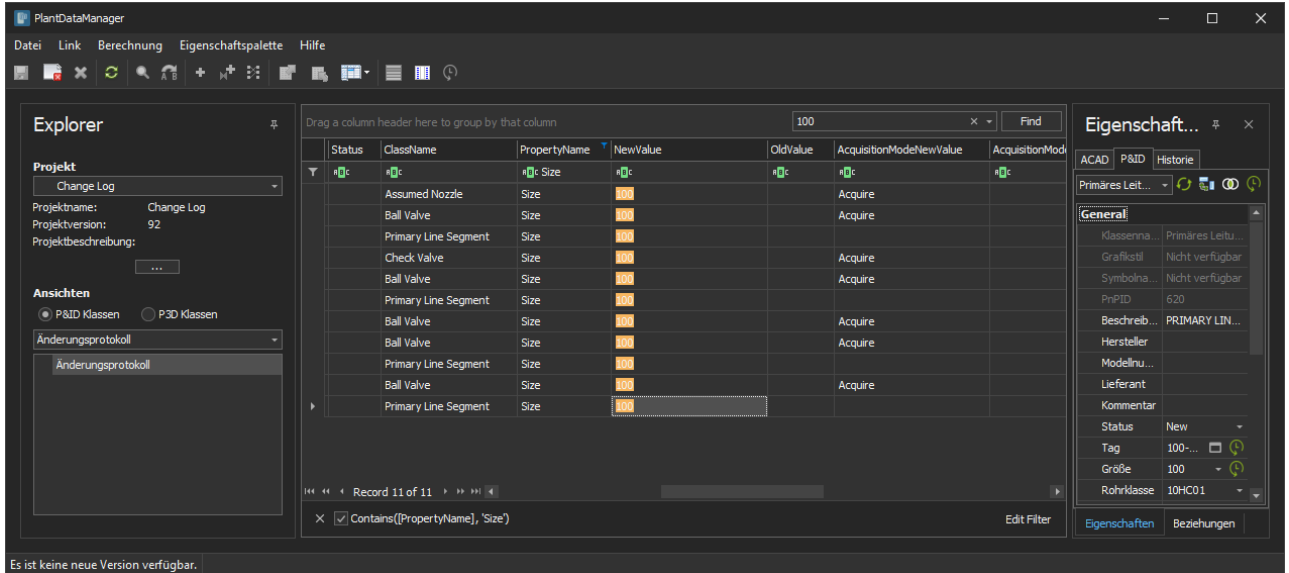 PlantDataManager
Datei Link Berechnung Eigenschaftspalette Hilfe
Explorer
Projekt
Change Log
Projektname: Change Log
Projektversion: 92
Projektbeschreibung:
...
Ansichten
P&ID Klassen P3D Klassen
Änderungsprotokoll
Änderungsprotokoll
Drag a column header here to group by that column 100 Find
Status ClassName PropertyName NewValue OldValue AcquisitionModeNewValue AcquisitionMod
Size
Assumed Nozzle Size 100 Acquire
Ball Valve Size 100 Acquire
Primary Line Segment Size 100
Check Valve Size 100 Acquire
Ball Valve Size 100 Acquire
Primary Line Segment Size 100
Ball Valve Size 100 Acquire
Ball Valve Size 100 Acquire
Primary Line Segment Size 100
Ball Valve Size 100 Acquire
Primary Line Segment Size 100
Record 11 of 11
Contains([PropertyName], 'Size') Edit Filter
Eigenschaft...
ACAD P&ID Historie
Primäres Leit...
General
Klassenna... Primäres Leitu...
Grafikstil Nicht verfügbar
Symbolna... Nicht verfügbar
PnPID 620
Beschreib... PRIMARY LIN...
Hersteller
Modellnu...
Lieferant
Kommentar
Status New
Tag 100-...
Größe 100
Rohrklasse 10HC01
Eigenschaften Beziehungen
Es ist keine neue Version verfügbar.